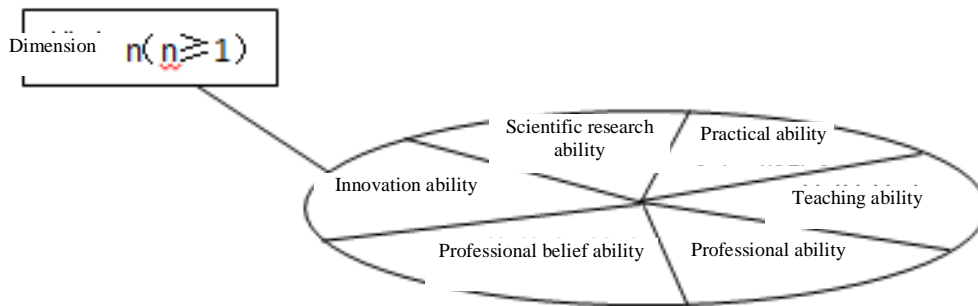 Dimension n(n≥1)
Scientific research
ability
Practical ability
Innovation ability
Teaching ability
Professional belief ability
Professional ability